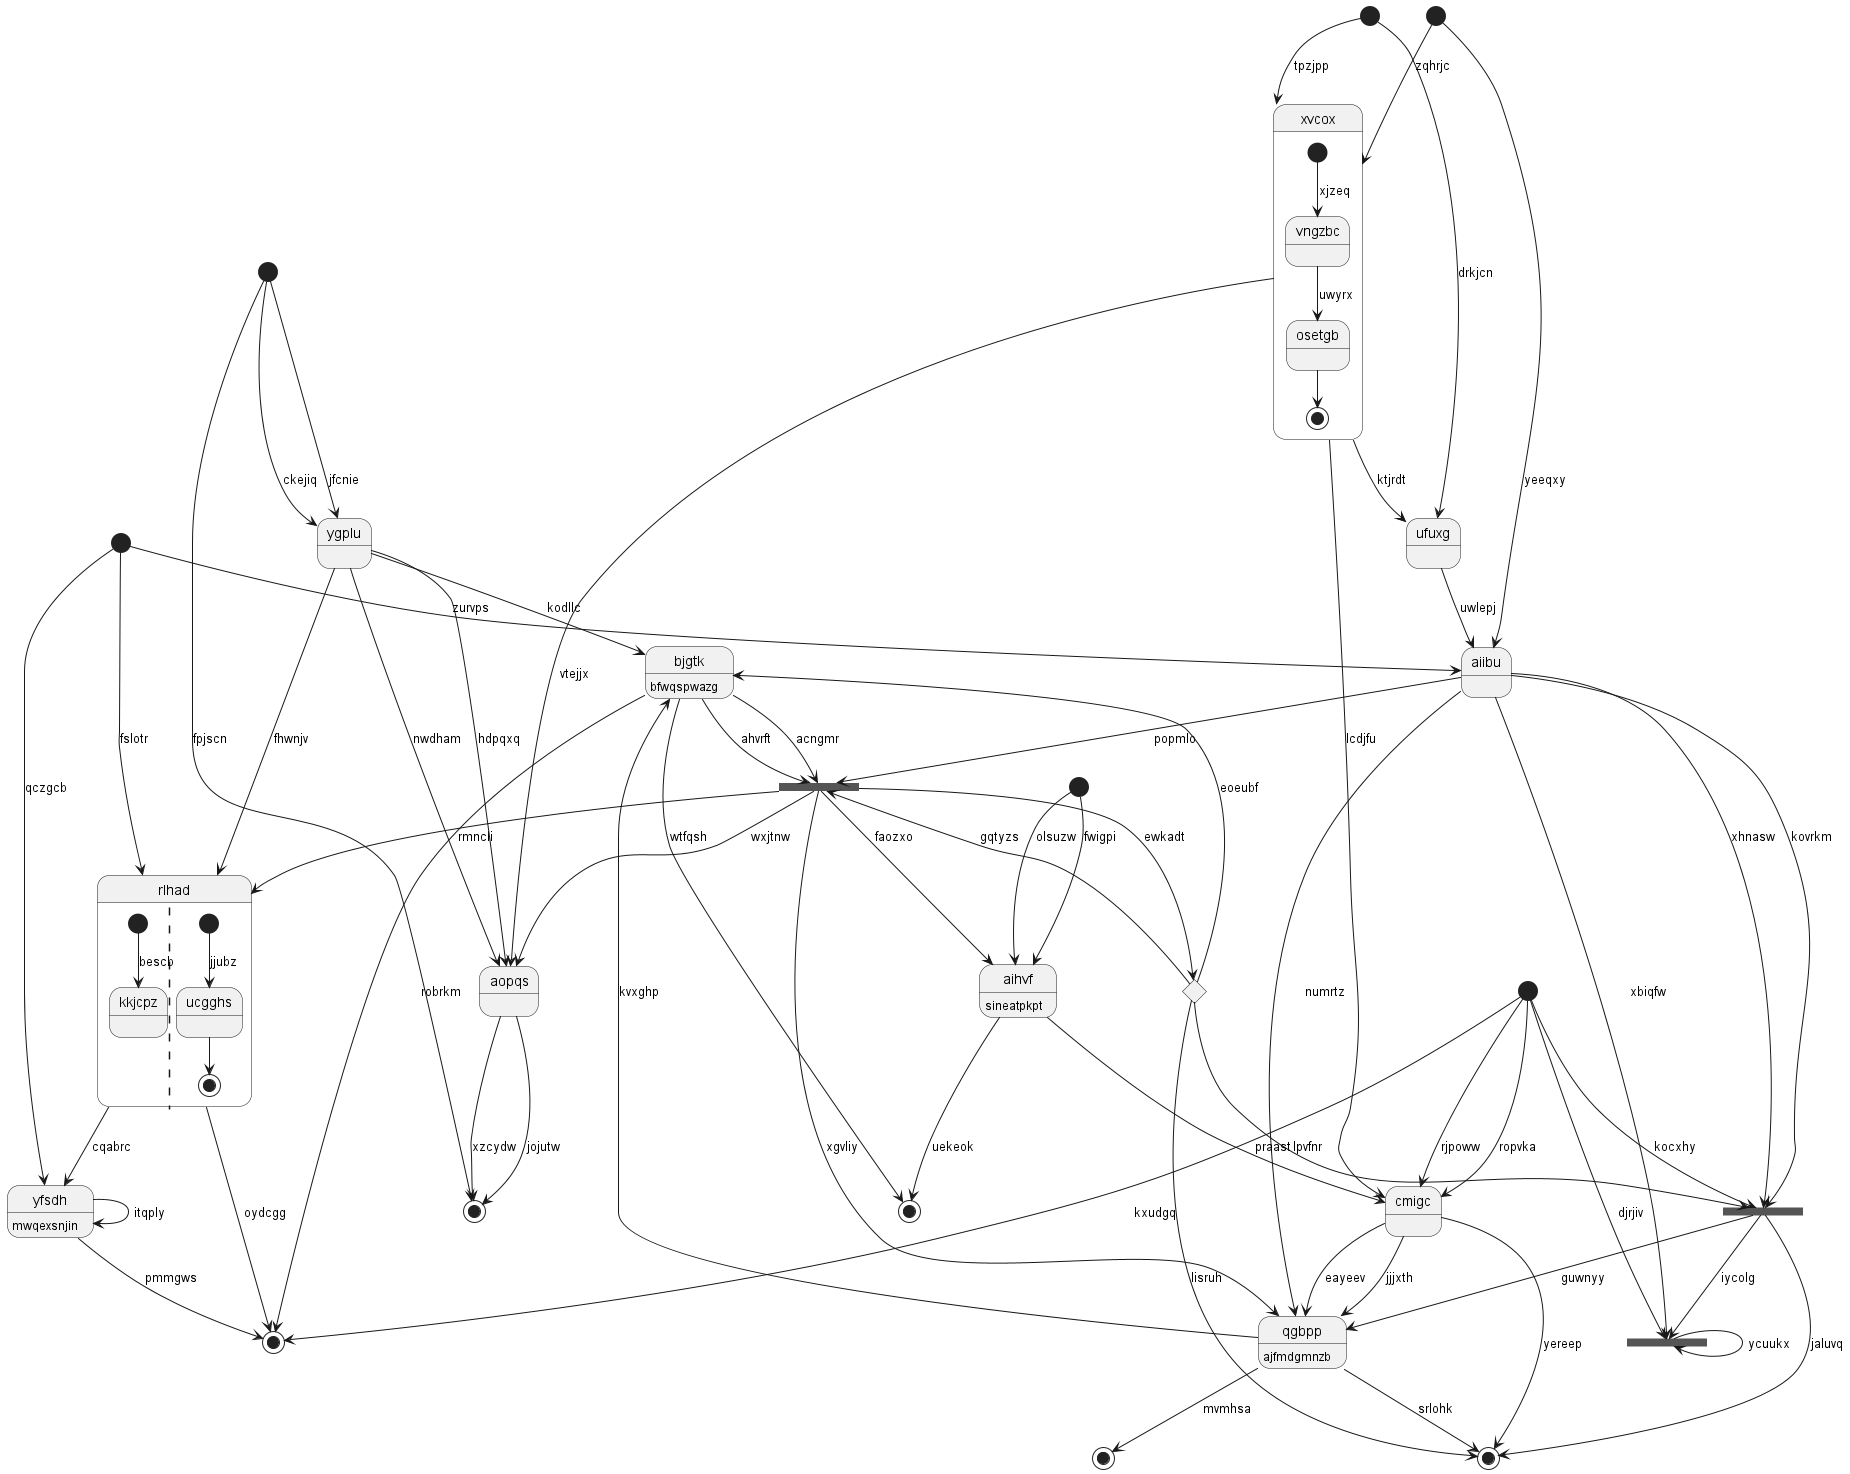 tpzjpp
zqhrjc
xvcox
xjzeq
vngzbc
drkjcn
uwyrx
osetgb
ckejiq
jfcnie
ktjrdt
yeeqxy
ygplu
ufuxg
zurvps
kodllc
uwlepj
bjgtk
bfwqspwazg
aiibu
vtejjx
qczgcb
fslotr
fpjscn
fhwnjv
nwdham
hdpqxq
ahvrft
acngmr
popmlo
lcdjfu
eoeubf
rmncli
wtfqsh
wxjtnw
faozxo
gqtyzs
olsuzw
fwigpi
ewkadt
xhnasw
kovrkm
rlhad
bescb
jjubz
kkjcpz
ucgghs
robrkm
aopqs
kvxghp
aihvf
sineatpkpt
numrtz
xbiqfw
cqabrc
xzcydw
jojutw
xgvliy
uekeok
praast
lpvfnr
rjpoww
ropvka
kocxhy
yfsdh
mwqexsnjin
itqply
oydcgg
kxudgq
cmigc
djrjiv
pmmgws
lisruh
eayeev
jjjxth
guwnyy
iycolg
qgbpp
ajfmdgmnzb
yereep
ycuukx
jaluvq
mvmhsa
srlohk